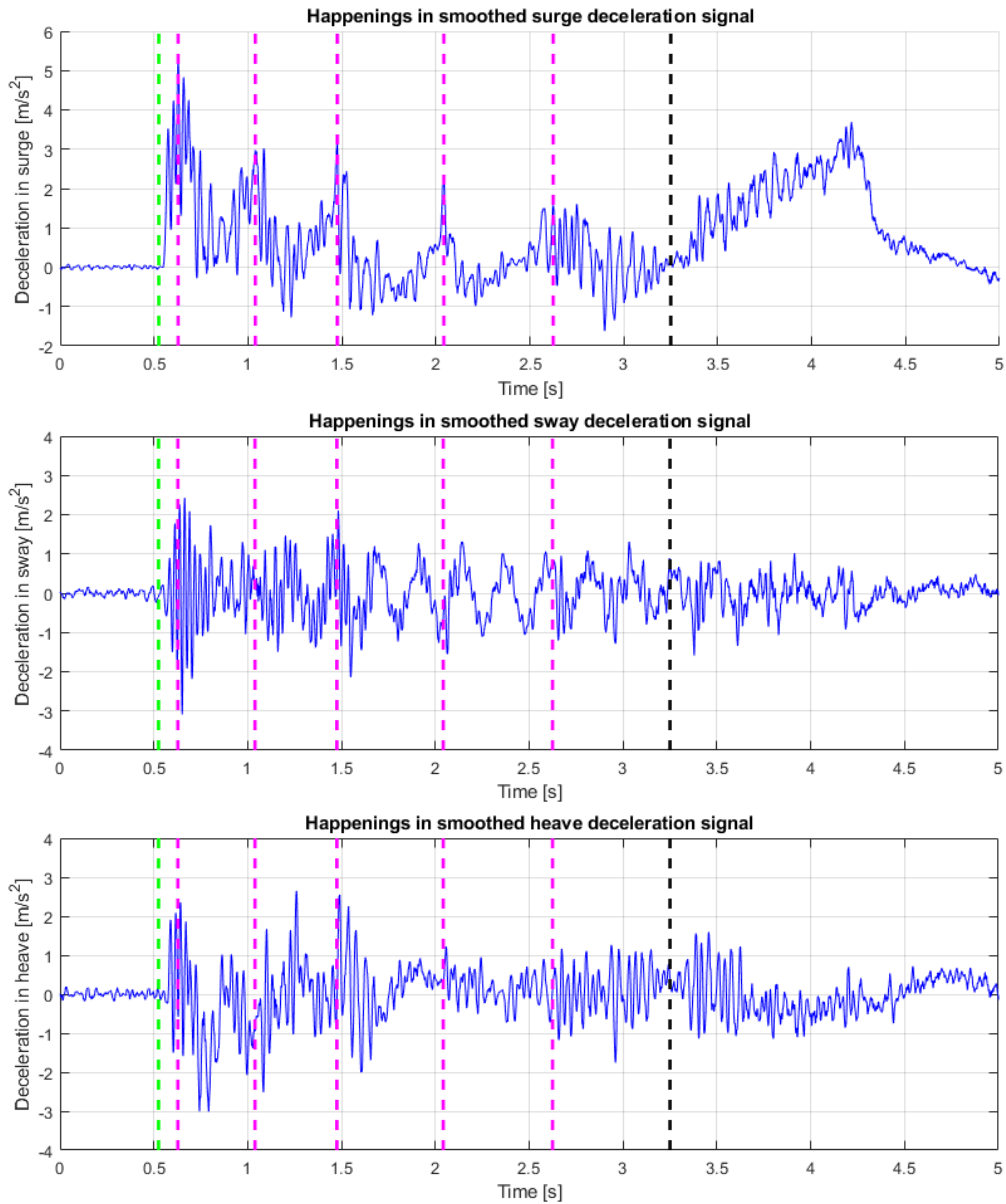 Happenings in smoothed surge deceleration signal
Deceleration in surge [m/s²]
6
5
4
3
2
1
0
-1
-2
0 0.5 1 1.5 2 2.5 3 3.5 4 4.5 5
Time [s]
Happenings in smoothed sway deceleration signal
Deceleration in sway [m/s²]
4
3
2
1
0
-1
-2
-3
-4
0 0.5 1 1.5 2 2.5 3 3.5 4 4.5 5
Time [s]
Happenings in smoothed heave deceleration signal
Deceleration in heave [m/s²]
4
3
2
1
0
-1
-2
-3
-4
0 0.5 1 1.5 2 2.5 3 3.5 4 4.5 5
Time [s]